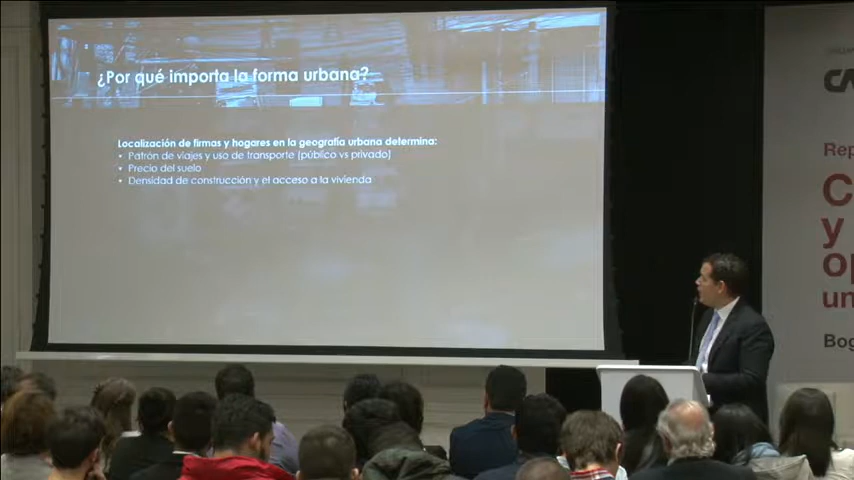 ¿Por qué importa la forma urbana?
Localización de firmas y hogares en la geografía urbana determina:
• Patrón de viajes y uso de transporte (público vs privado)
• Precio del suelo
• Densidad de construcción y el acceso a la vivienda
Rep
C
y
op
un
Bog